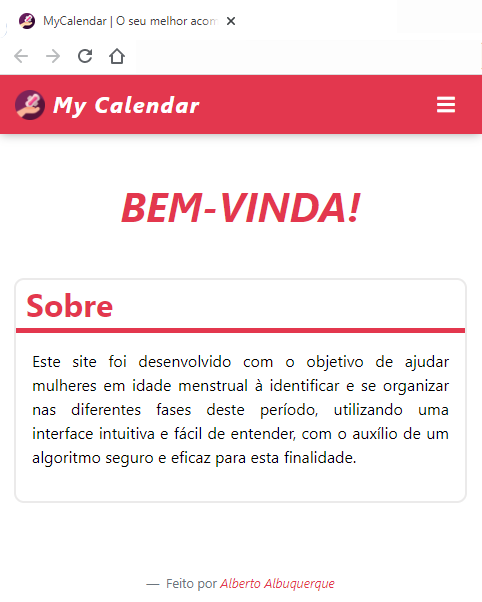 MyCalendar | O seu melhor acom
My Calendar
BEM-VINDA!
Sobre
Este site foi desenvolvido com o objetivo de ajudar
mulheres em idade menstrual à identificar e se organizar
nas diferentes fases deste período, utilizando uma
interface intuitiva e fácil de entender, com o auxílio de um
algoritmo seguro e eficaz para esta finalidade.
— Feito por Alberto Albuquerque